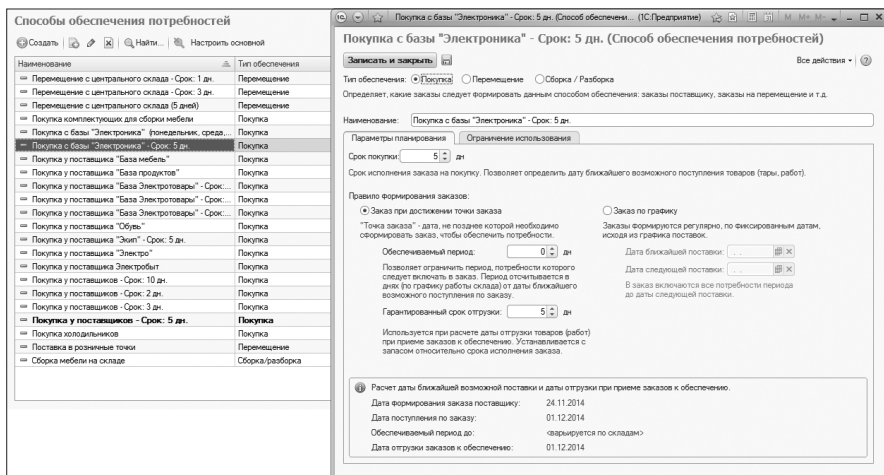 Способы обеспечения потребностей
Создать
Найти...
Настроить основной
Наименование
Тип обеспечения
Перемещение с центрального склада - Срок: 1 дн.
Перемещение
Перемещение с центрального склада - Срок: 3 дн.
Перемещение
Перемещение с центрального склада (5 дней)
Перемещение
Покупка комплектующих для сборки мебели
Покупка
Покупка с базы "Электроника" (понедельник, среда,...
Покупка
Покупка с базы "Электроника" - Срок: 5 дн.
Покупка
Покупка у поставщика "База мебель"
Покупка
Покупка у поставщика "База продуктов"
Покупка
Покупка у поставщика "База Электротовары" - Срок:...
Покупка
Покупка у поставщика "База Электротовары" - Срок:...
Покупка
Покупка у поставщика "База Электротовары" - Срок:...
Покупка
Покупка у поставщика "Обувь"
Покупка
Покупка у поставщика "Экип" - Срок: 5 дн.
Покупка
Покупка у поставщика "Электро"
Покупка
Покупка у поставщика Электробыт
Покупка
Покупка у поставщиков - Срок: 10 дн.
Покупка
Покупка у поставщиков - Срок: 2 дн.
Покупка
Покупка у поставщиков - Срок: 3 дн.
Покупка
Покупка у поставщиков - Срок: 5 дн.
Покупка
Покупка холодильников
Покупка
Поставка в розничные точки
Перемещение
Сборка мебели на складе
Сборка/разборка
Покупка с базы "Электроника" - Срок: 5 дн. (Способ обеспечени... (1С:Предприятие)
M M+ M-
Покупка с базы "Электроника" - Срок: 5 дн. (Способ обеспечения потребностей)
Записать и закрыть
Все действия
Тип обеспечения: Покупка Перемещение Сборка / Разборка
Определяет, какие заказы следует формировать данным способом обеспечения: заказы поставщику, заказы на перемещение и т.д.
Наименование: Покупка с базы "Электроника" - Срок: 5 дн.
Параметры планирования
Ограничение использования
Срок покупки: 5 дн
Срок исполнения заказа на покупку. Позволяет определить дату ближайшего возможного поступления товаров (тары, работ).
Правило формирования заказов:
Заказ при достижении точки заказа
"Точка заказа" - дата, не позднее которой необходимо
сформировать заказ, чтобы обеспечить потребности.
Обеспечиваемый период: 0 дн
Позволяет ограничить период, потребности которого
следует включать в заказ. Период отсчитывается в
днях (по графику работы склада) от даты ближайшего
возможного поступления по заказу.
Гарантированный срок отгрузки: 5 дн
Используется при расчете даты отгрузки товаров (работ)
при приеме заказов к обеспечению. Устанавливается с
запасом относительно срока исполнения заказа.
Заказ по графику
Заказы формируются регулярно, по фиксированным датам,
исходя из графика поставок.
Дата ближайшей поставки: . .
Дата следующей поставки: . .
В заказ включаются все потребности периода
до даты следующей поставки.
Расчет даты ближайшей возможной поставки и даты отгрузки при приеме заказов к обеспечению.
Дата формирования заказа поставщику: 24.11.2014
Дата поступления по заказу: 01.12.2014
Обеспечиваемый период до: <варьируется по складам>
Дата отгрузки заказов к обеспечению: 01.12.2014